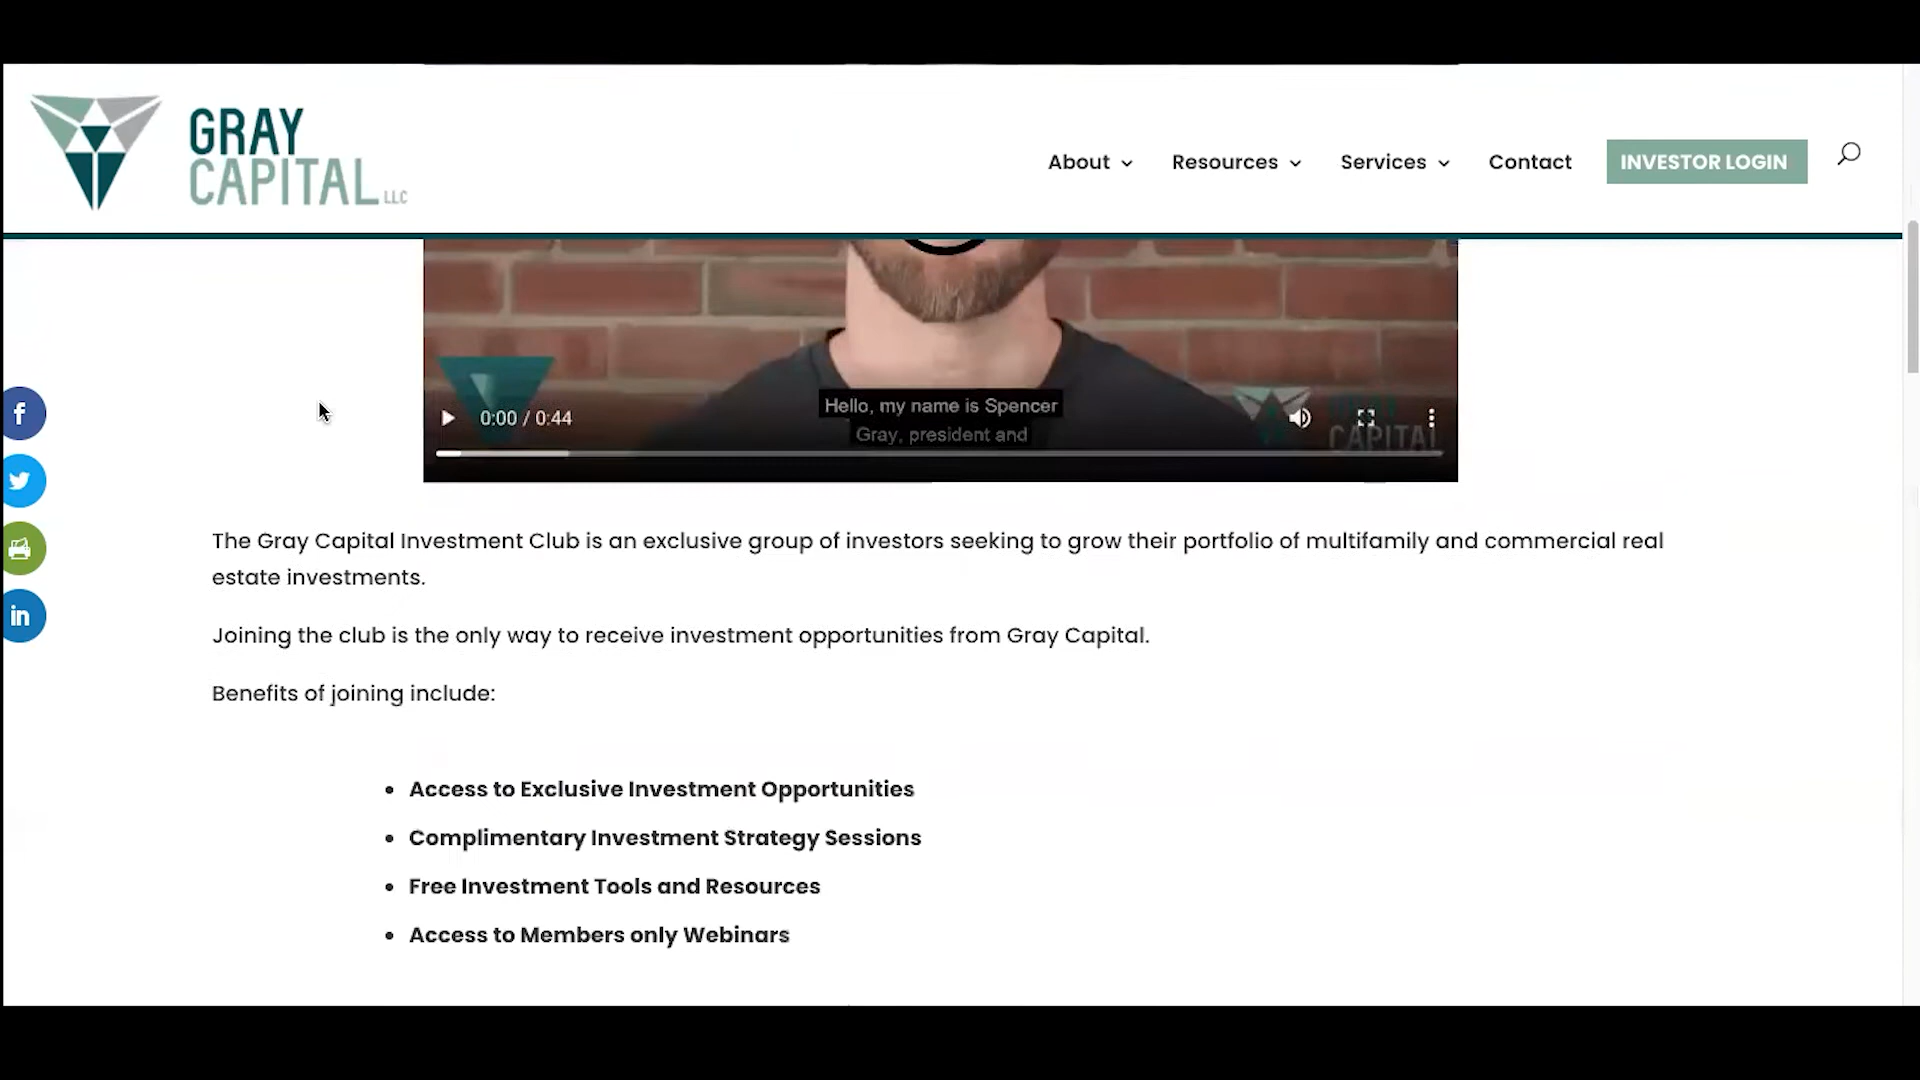 GRAY
CAPITAL LLC
About
Resources
Services
Contact
INVESTOR LOGIN
Hello, my name is Spencer
Gray, president and
0:00 / 0:44
CAPITAL
f
in
The Gray Capital Investment Club is an exclusive group of investors seeking to grow their portfolio of multifamily and commercial real
estate investments.
Joining the club is the only way to receive investment opportunities from Gray Capital.
Benefits of joining include:
• Access to Exclusive Investment Opportunities
• Complimentary Investment Strategy Sessions
• Free Investment Tools and Resources
• Access to Members only Webinars